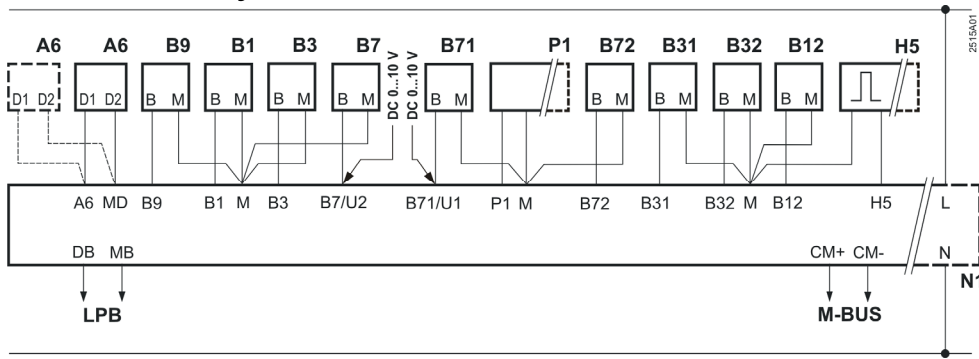 2515A01
A6 A6 B9 B1 B3 B7 DC 0...10 V DC 0...10 V B71 P1 B72 B31 B32 B12 H5
D1 D2 D1 D2 B M B M B M B M B M B M B M B M B M
A6 MD B9 B1 M B3 B7/U2 B71/U1 P1 M B72 B31 B32 M B12 H5 L
DB MB CM+ CM- N
N1
LPB M-BUS